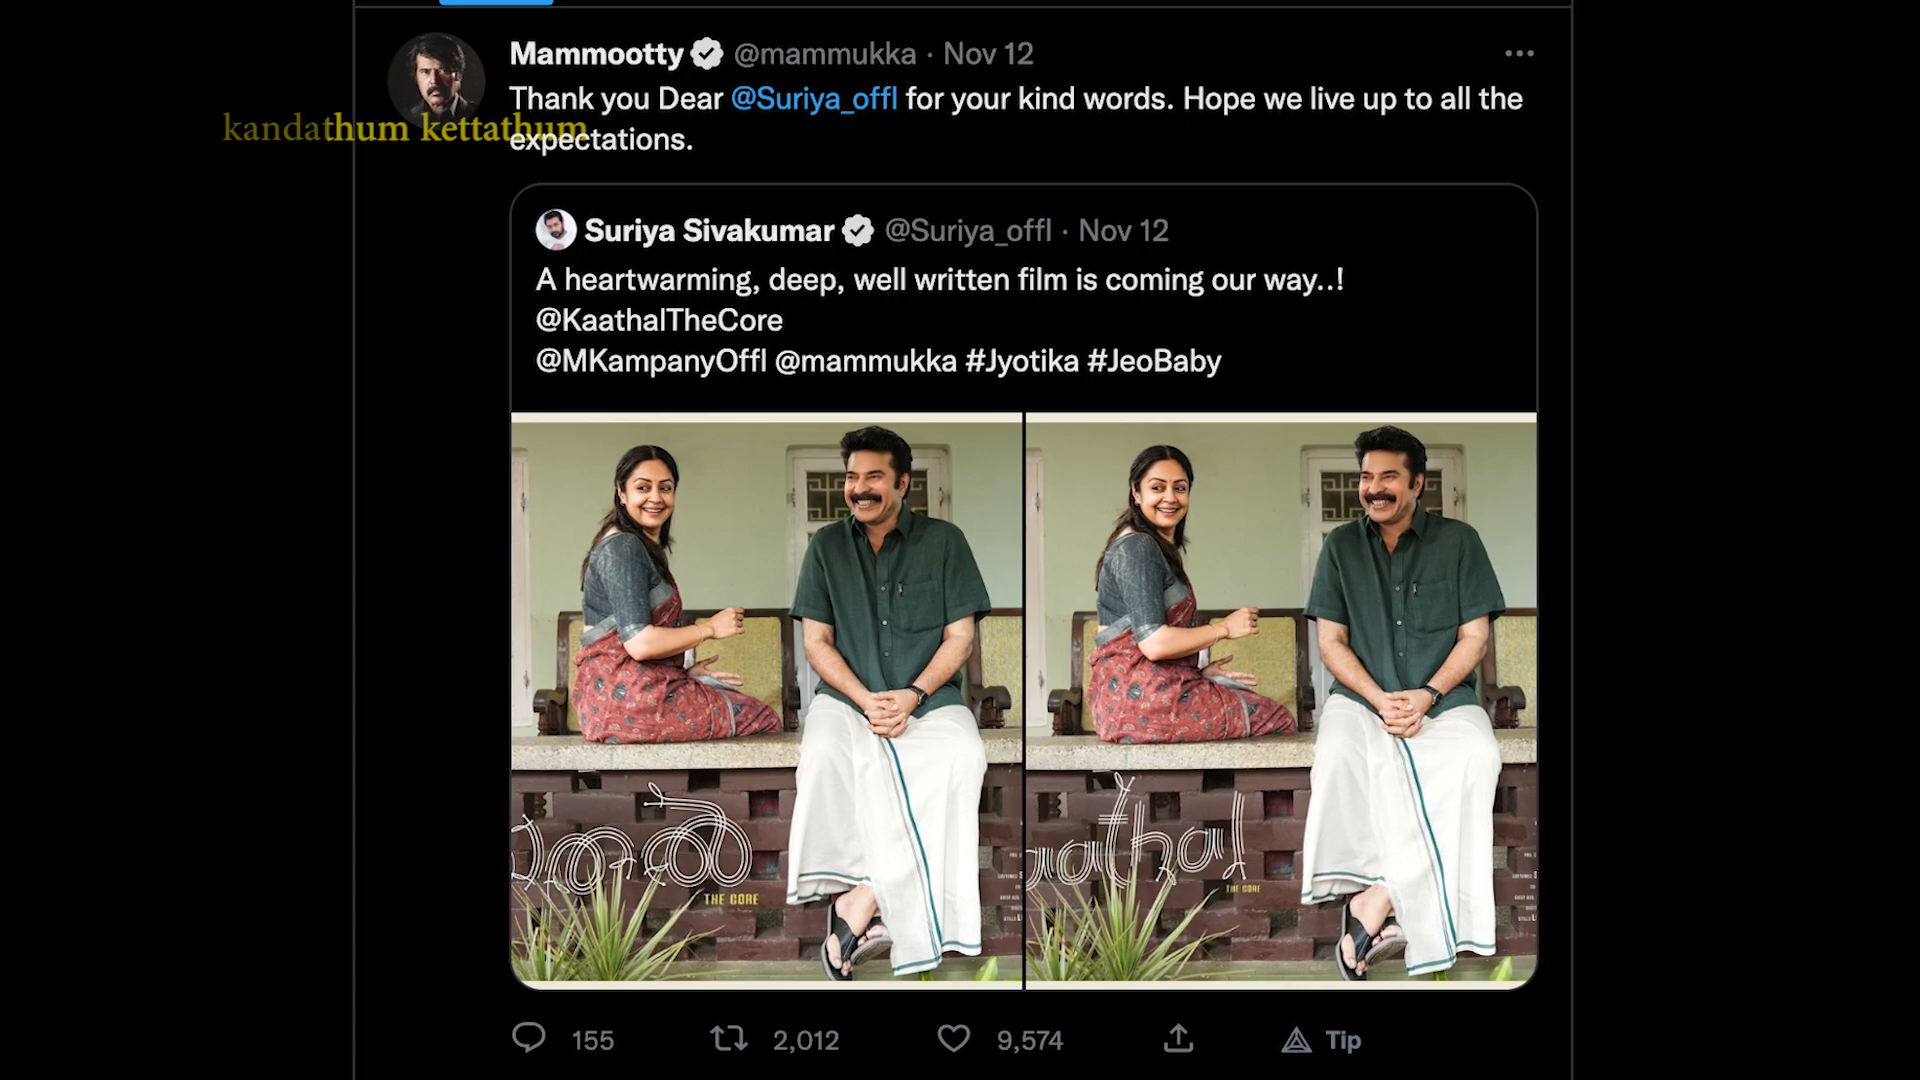 Mammootty @mammukka · Nov 12
Thank you Dear @Suriya_offl for your kind words. Hope we live up to all the
kandathum kettathum
expectations.
Suriya Sivakumar @Suriya_offl · Nov 12
A heartwarming, deep, well written film is coming our way..!
@KaathalTheCore
@MKampanyOffl @mammukka #Jyotika #JeoBaby
THE CORE
aathal
THE CORE
155 2,012 9,574 Tip